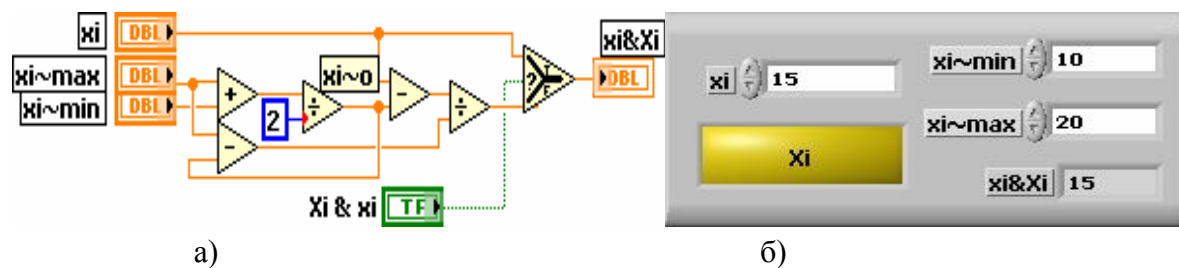 xi
DBL
xi~max
DBL
xi~min
DBL
+
-
2
÷
xi~o
-
÷
?
T
F
xi&Xi
DBL
Xi & xi
TF
xi 15
Xi
xi~min 10
xi~max 20
xi&Xi 15
а)
б)